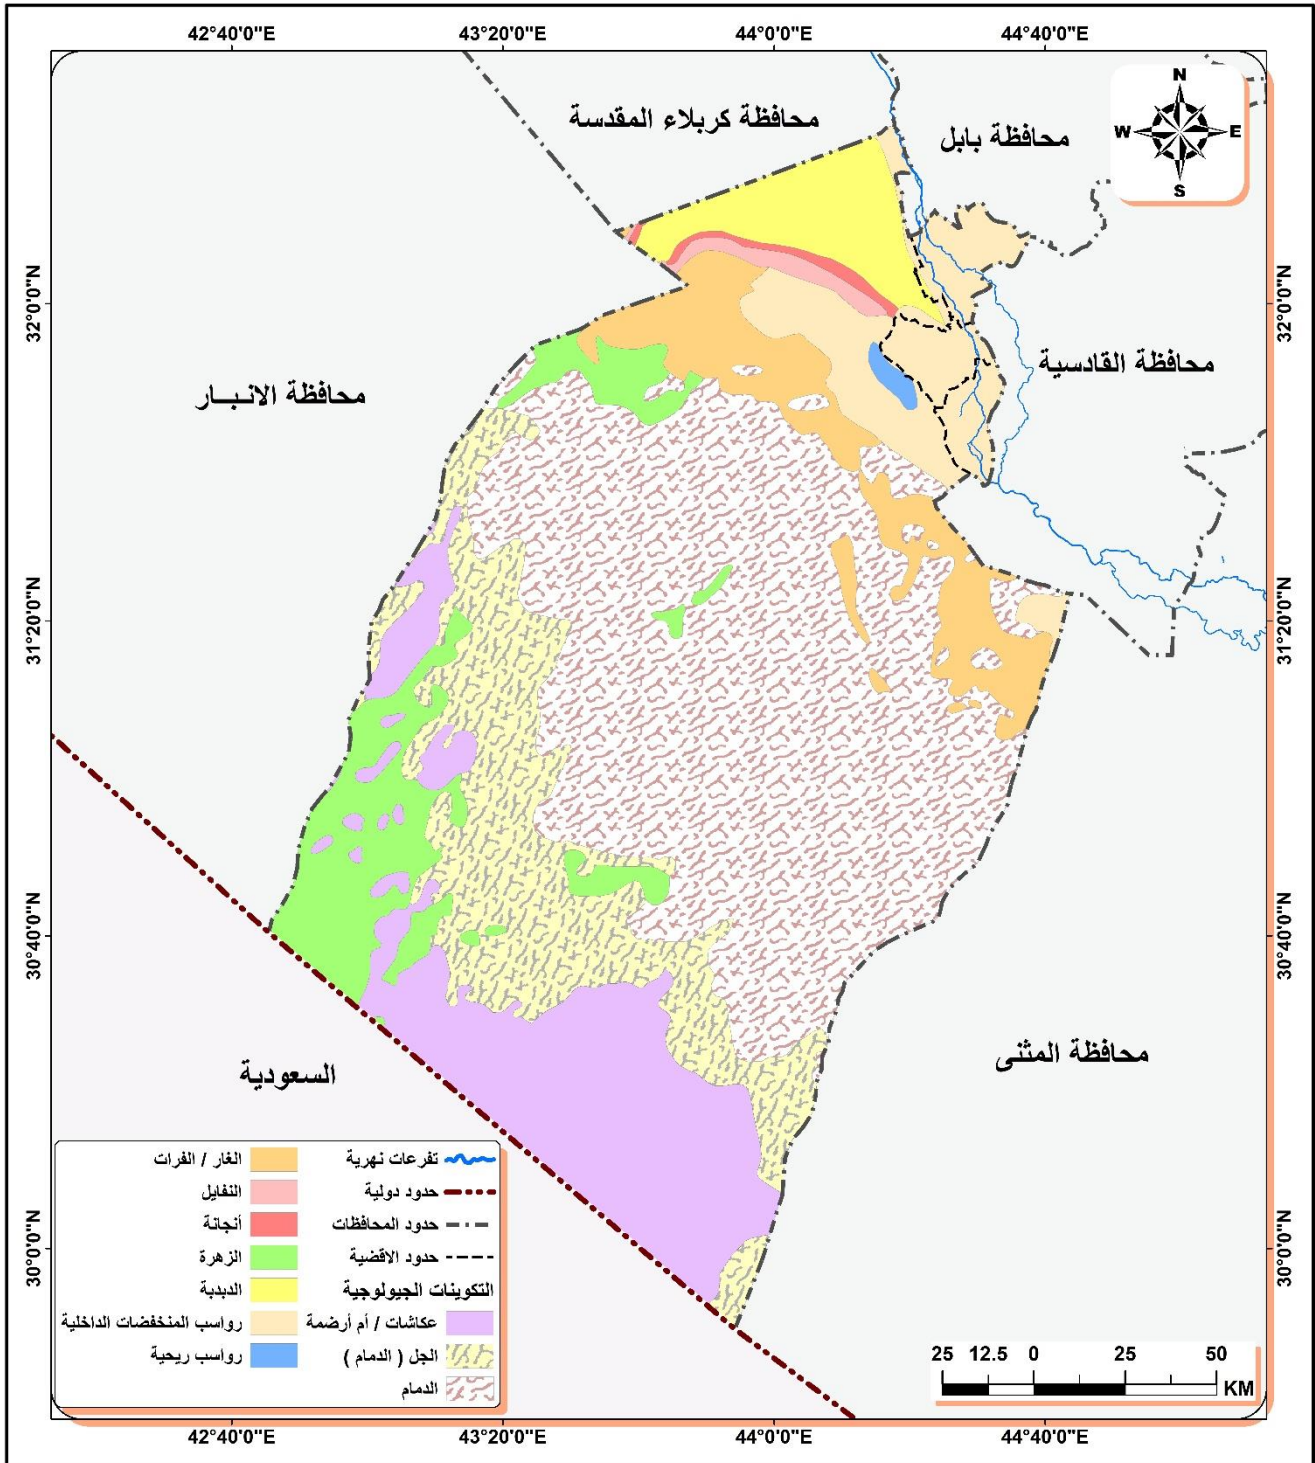 42°40'0"E 43°20'0"E 44°0'0"E 44°40'0"E
N
W E
S
محافظة كربلاء المقدسة
محافظة بابل
32°0'0"N 32°0'0"N
محافظة القادسية
محافظة الانبار
31°20'0"N 31°20'0"N
30°40'0"N 30°40'0"N
محافظة المثنى
السعودية
تفرعات نهرية الغار / الفرات
حدود دولية النفايل
حدود المحافظات أنجانة
حدود الاقضية الزهرة
التكوينات الجيولوجية الدبدبة
عكاشات / أم أرضمة رواسب المنخفضات الداخلية
الجل ( الدمام ) رواسب ريحية
الدمام
30°0'0"N 30°0'0"N
25 12.5 0 25 50
KM
42°40'0"E 43°20'0"E 44°0'0"E 44°40'0"E